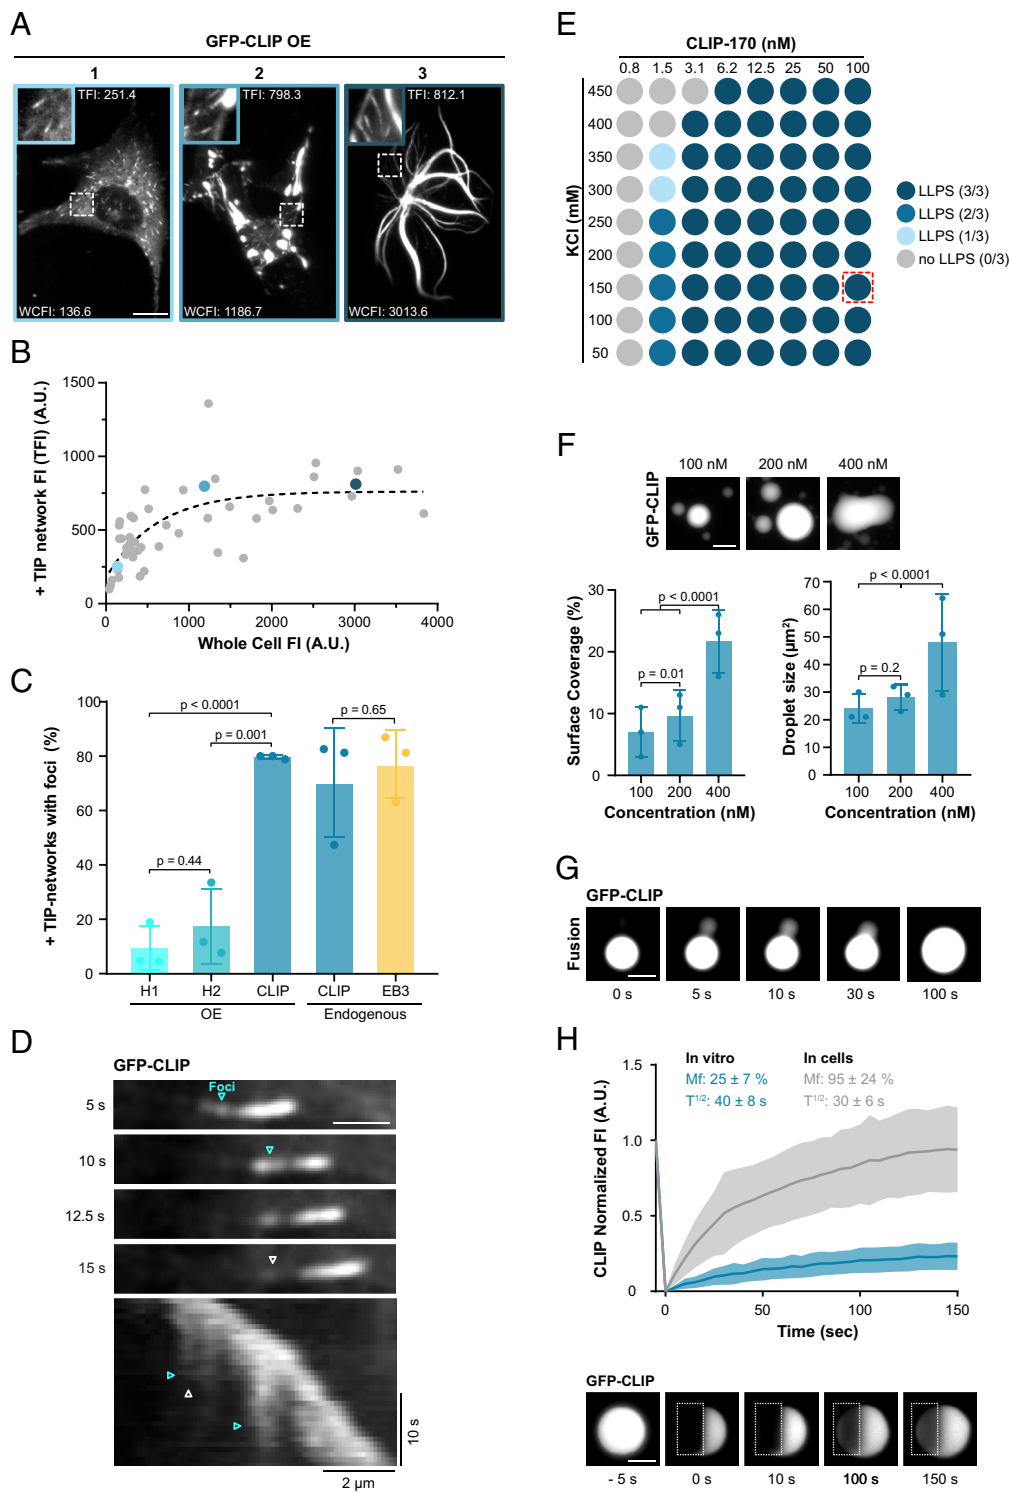 A
GFP-CLIP OE
1 2 3
TFI: 251.4 TFI: 798.3 TFI: 812.1
WCFI: 136.6 WCFI: 1186.7 WCFI: 3013.6
B
+ TIP network FI (TFI) (A.U.)
1500
1000
500
0
0 1000 2000 3000 4000
Whole Cell FI (A.U.)
C
+ TIP-networks with foci (%)
100
80
60
40
20
0
p < 0.0001
p = 0.001
p = 0.65
p = 0.44
H1 H2 CLIP CLIP EB3
OE Endogenous
D
GFP-CLIP
Foci
5 s
10 s
12.5 s
15 s
10 s
2 µm
E
CLIP-170 (nM)
0.8 1.5 3.1 6.2 12.5 25 50 100
KCl (mM)
450
400
350
300
250
200
150
100
50
LLPS (3/3)
LLPS (2/3)
LLPS (1/3)
no LLPS (0/3)
F
100 nM 200 nM 400 nM
GFP-CLIP
Surface Coverage (%)
30
20
10
0
p < 0.0001
p = 0.01
100 200 400
Concentration (nM)
Droplet size (µm²)
70
60
50
40
30
20
10
0
p < 0.0001
p = 0.2
100 200 400
Concentration (nM)
G
GFP-CLIP
Fusion
0 s 5 s 10 s 30 s 100 s
H
CLIP Normalized FI (A.U.)
1.5
1.0
0.5
0
In vitro In cells
Mf: 25 ± 7 % Mf: 95 ± 24 %
T1/2: 40 ± 8 s T1/2: 30 ± 6 s
0 50 100 150
Time (sec)
GFP-CLIP
- 5 s 0 s 10 s 100 s 150 s